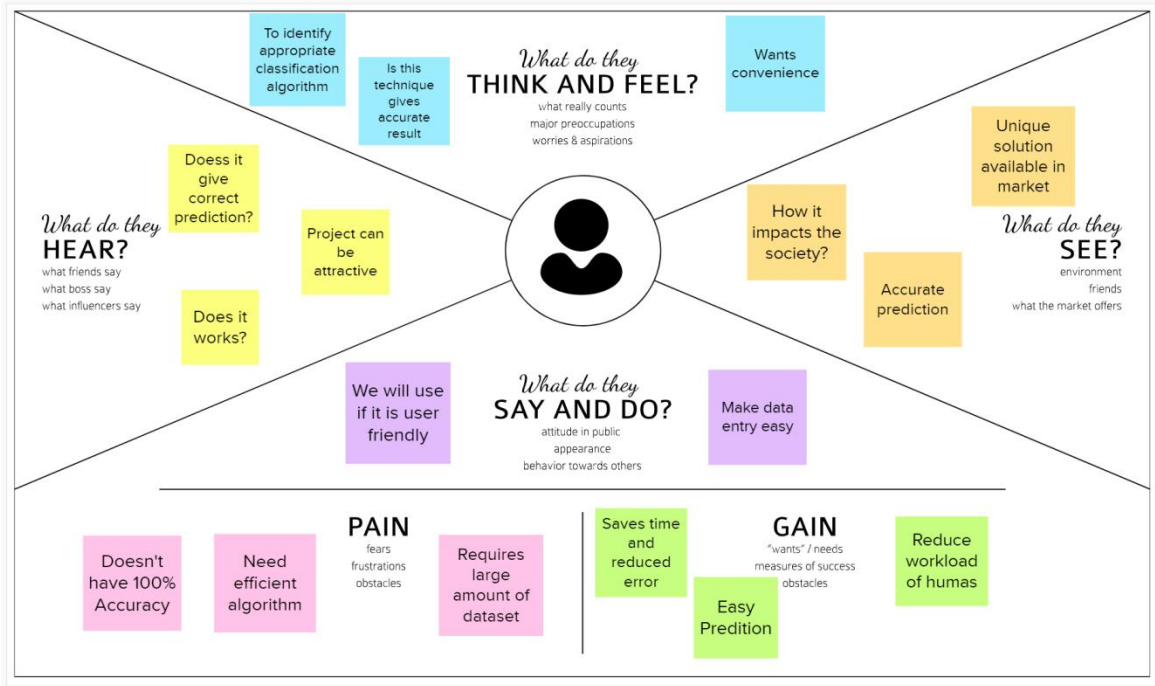 To identify
appropriate
classification
algorithm
Is this
technique
gives
accurate
result
What do they
THINK AND FEEL?
what really counts
major preoccupations
worries & aspirations
Wants
convenience
What do they
HEAR?
what friends say
what boss say
what influencers say
Doess it
give
correct
prediction?
Project can
be
attractive
Does it
works?
How it
impacts the
society?
Unique
solution
available in
market
Accurate
prediction
What do they
SEE?
environment
friends
what the market offers
We will use
if it is user
friendly
What do they
SAY AND DO?
attitude in public
appearance
behavior towards others
Make data
entry easy
PAIN
fears
frustrations
obstacles
Doesn't
have 100%
Accuracy
Need
efficient
algorithm
Requires
large
amount of
dataset
Saves time
and
reduced
error
GAIN
"wants" / needs
measures of success
obstacles
Easy
Predition
Reduce
workload
of humas